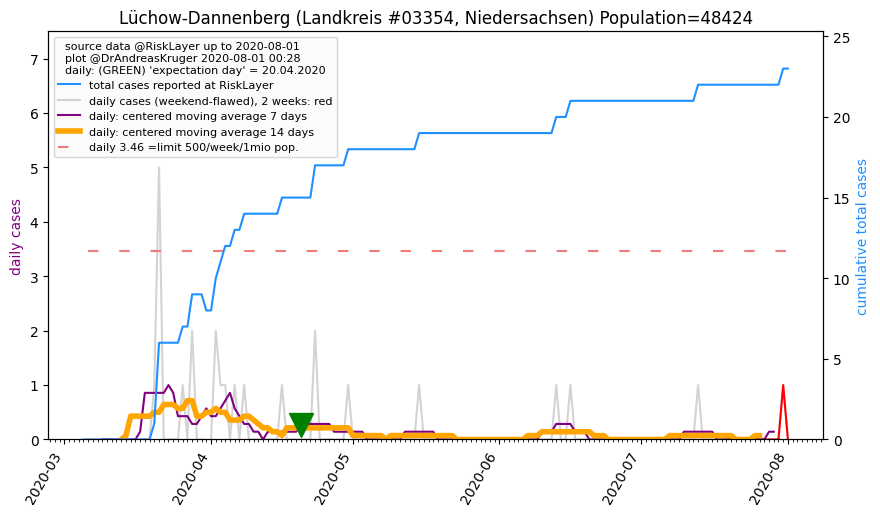 Lüchow-Dannenberg (Landkreis #03354, Niedersachsen) Population=48424
source data @RiskLayer up to 2020-08-01
plot @DrAndreasKruger 2020-08-01 00:28
daily: (GREEN) 'expectation day' = 20.04.2020
total cases reported at RiskLayer
daily cases (weekend-flawed), 2 weeks: red
daily: centered moving average 7 days
daily: centered moving average 14 days
daily 3.46 =limit 500/week/1mio pop.
daily cases
7
6
5
4
3
2
1
0
25
20
15
10
5
0
cumulative total cases
2020-03
2020-04
2020-05
2020-06
2020-07
2020-08